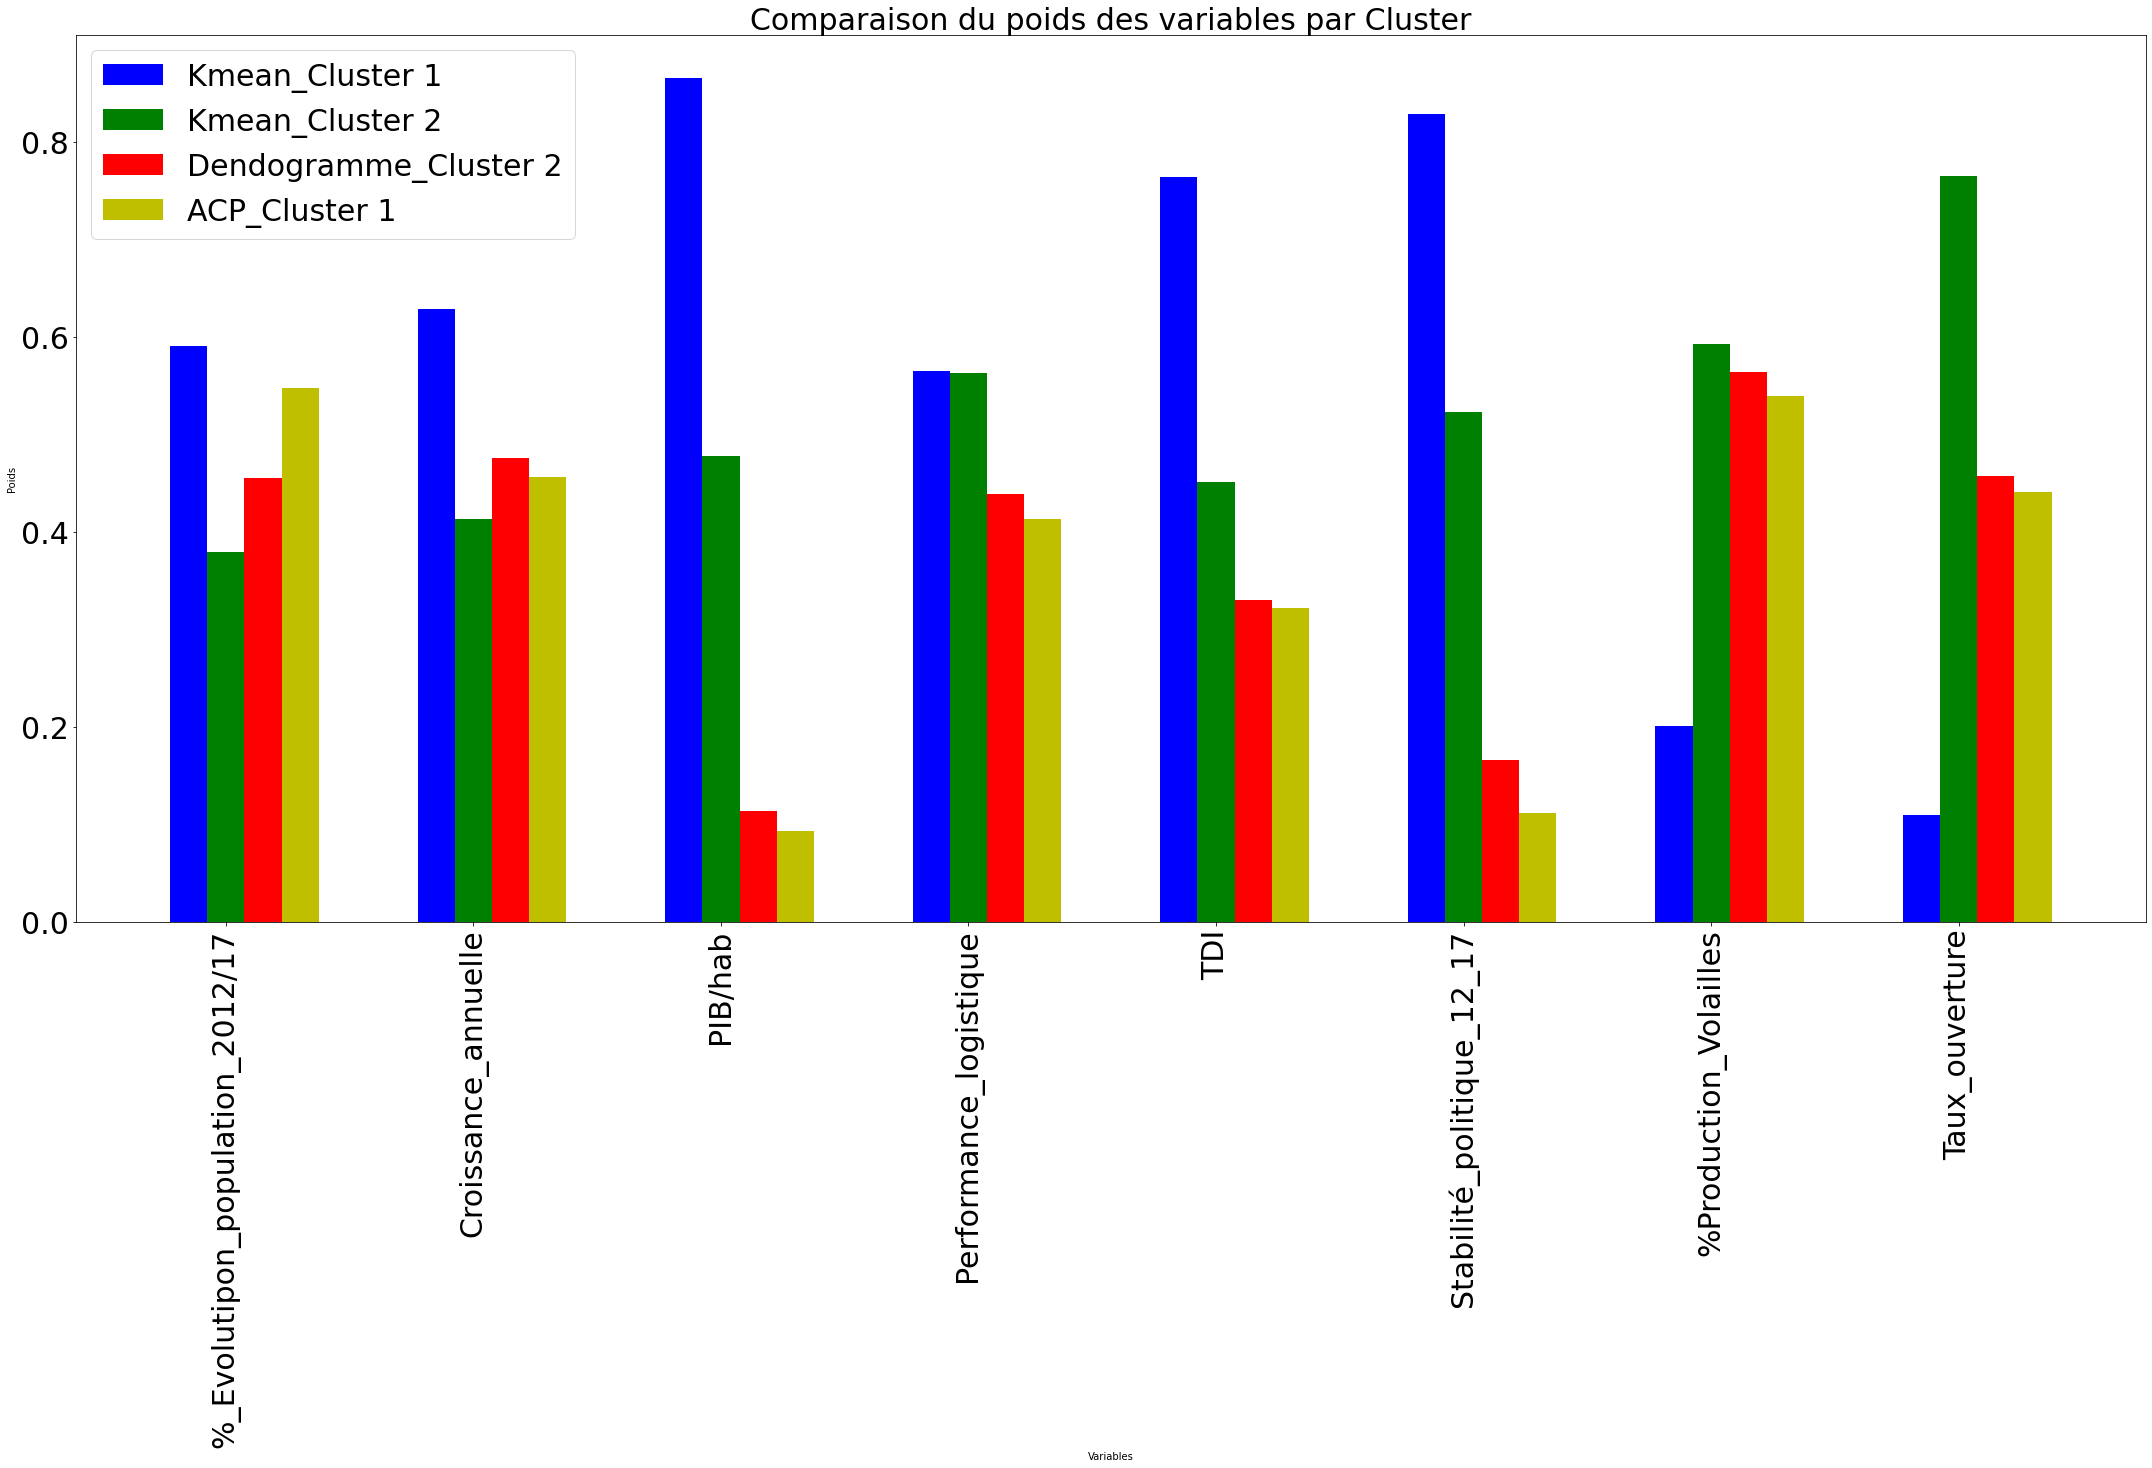 Comparaison du poids des variables par Cluster
Kmean_Cluster 1
Kmean_Cluster 2
Dendogramme_Cluster 2
ACP_Cluster 1
Poids
0.8
0.6
0.4
0.2
0.0
%_Evolutipon_population_2012/17
Croissance_annuelle
PIB/hab
Performance_logistique
TDI
Stabilité_politique_12_17
%Production_Volailles
Taux_ouverture
Variables